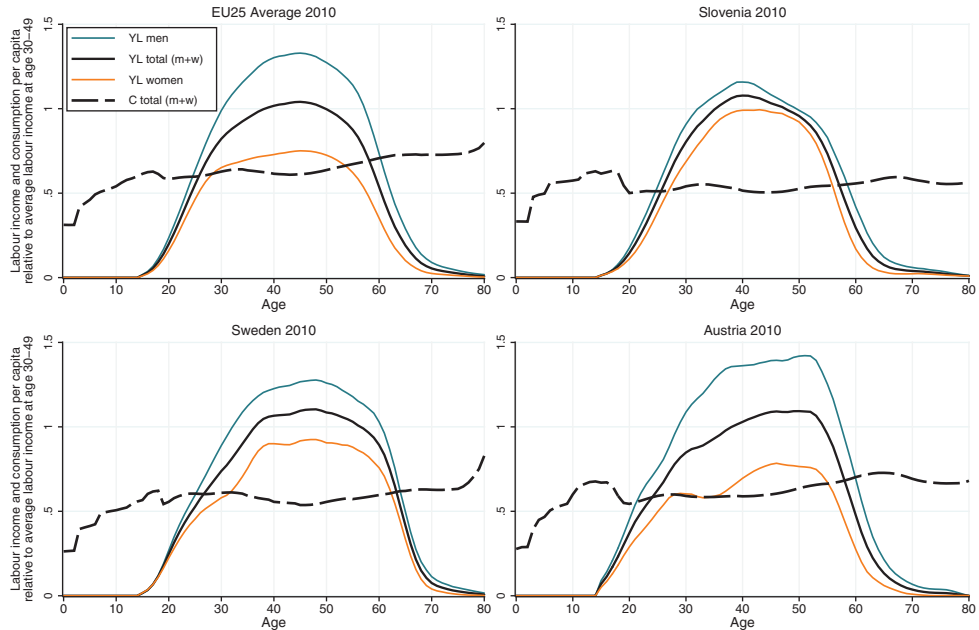 EU25 Average 2010
Labour income and consumption per capita
relative to average labour income at age 30−49
1.5
1
.5
0
YL men
YL total (m+w)
YL women
C total (m+w)
0 10 20 30 40 50 60 70 80
Age
Slovenia 2010
1.5
1
.5
0
0 10 20 30 40 50 60 70 80
Age
Sweden 2010
Labour income and consumption per capita
relative to average labour income at age 30−49
1.5
1
.5
0
0 10 20 30 40 50 60 70 80
Age
Austria 2010
1.5
1
.5
0
0 10 20 30 40 50 60 70 80
Age